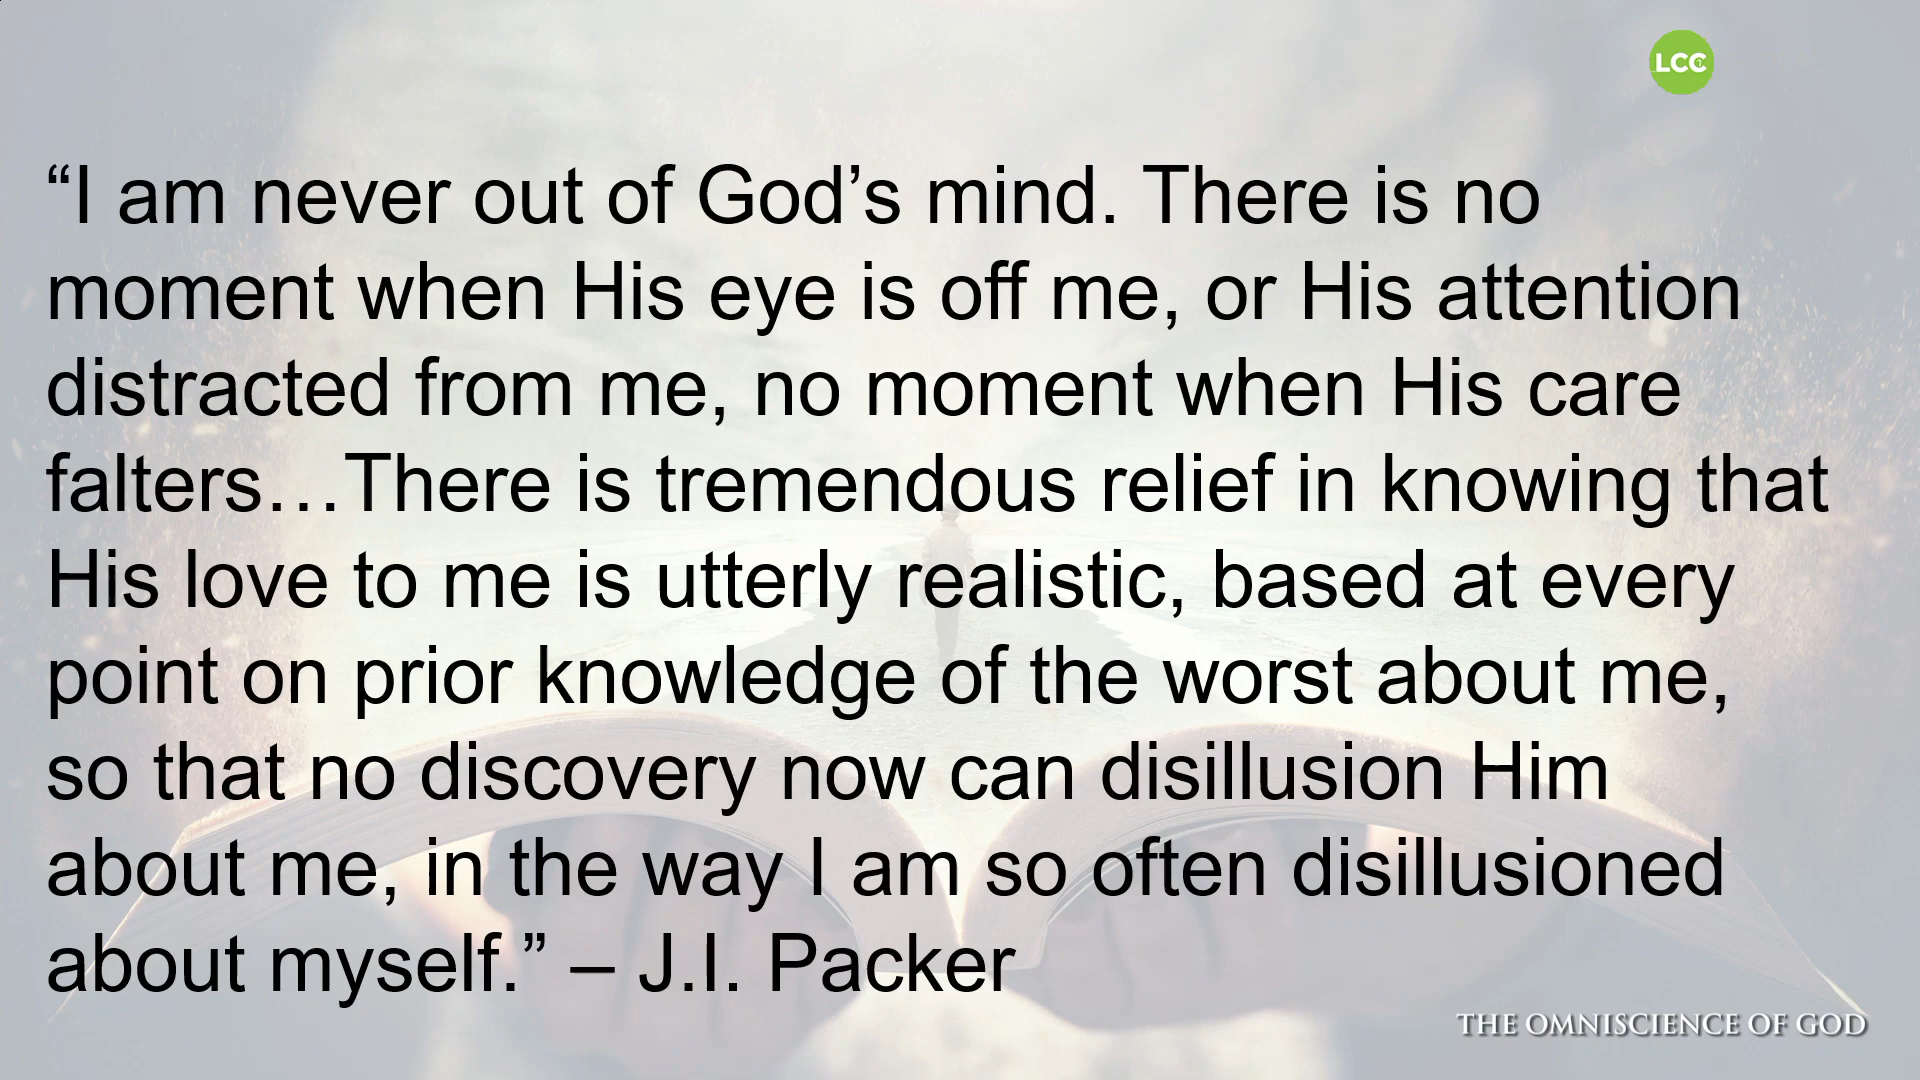 LCC
“I am never out of God’s mind. There is no
moment when His eye is off me, or His attention
distracted from me, no moment when His care
falters…There is tremendous relief in knowing that
His love to me is utterly realistic, based at every
point on prior knowledge of the worst about me,
so that no discovery now can disillusion Him
about me, in the way I am so often disillusioned
about myself.” – J.I. Packer
THE OMNISCIENCE OF GOD